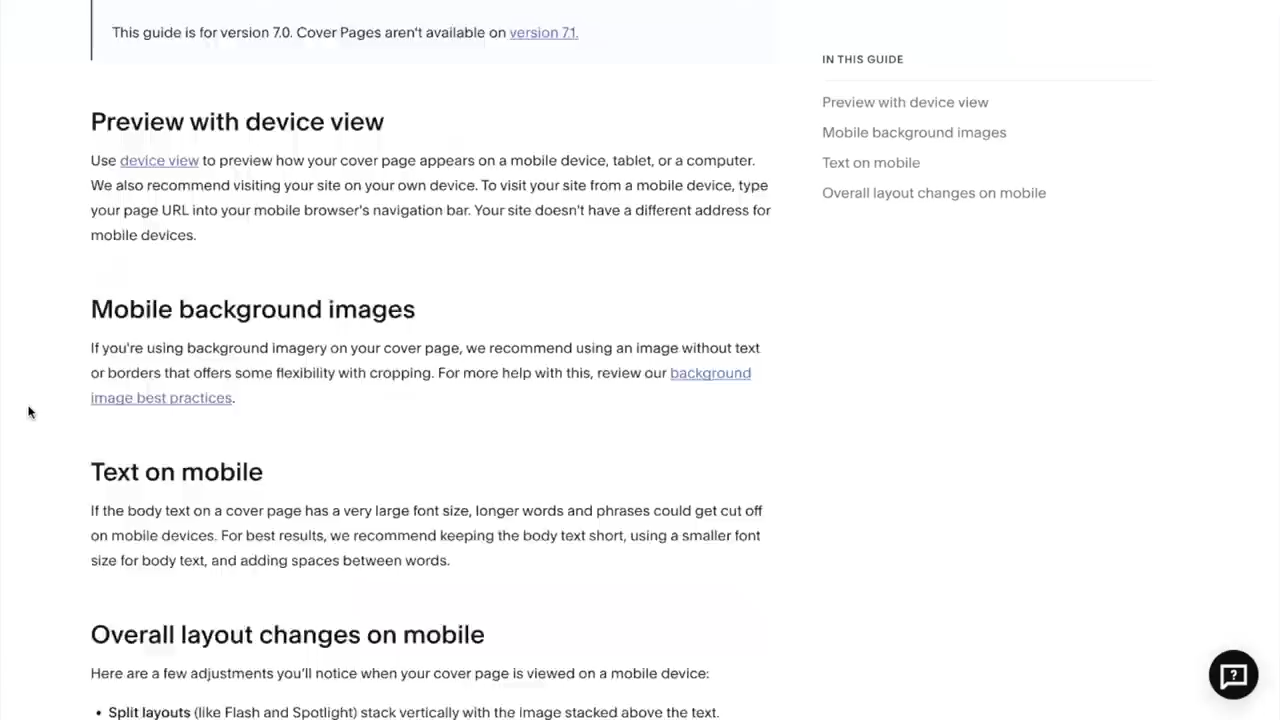 This guide is for version 7.0. Cover Pages aren't available on version 7.1.
Preview with device view
Use device view to preview how your cover page appears on a mobile device, tablet, or a computer.
We also recommend visiting your site on your own device. To visit your site from a mobile device, type
your page URL into your mobile browser's navigation bar. Your site doesn't have a different address for
mobile devices.
Mobile background images
If you're using background imagery on your cover page, we recommend using an image without text
or borders that offers some flexibility with cropping. For more help with this, review our background
image best practices.
Text on mobile
If the body text on a cover page has a very large font size, longer words and phrases could get cut off
on mobile devices. For best results, we recommend keeping the body text short, using a smaller font
size for body text, and adding spaces between words.
Overall layout changes on mobile
Here are a few adjustments you'll notice when your cover page is viewed on a mobile device:
• Split layouts (like Flash and Spotlight) stack vertically with the image stacked above the text.
IN THIS GUIDE
Preview with device view
Mobile background images
Text on mobile
Overall layout changes on mobile
?